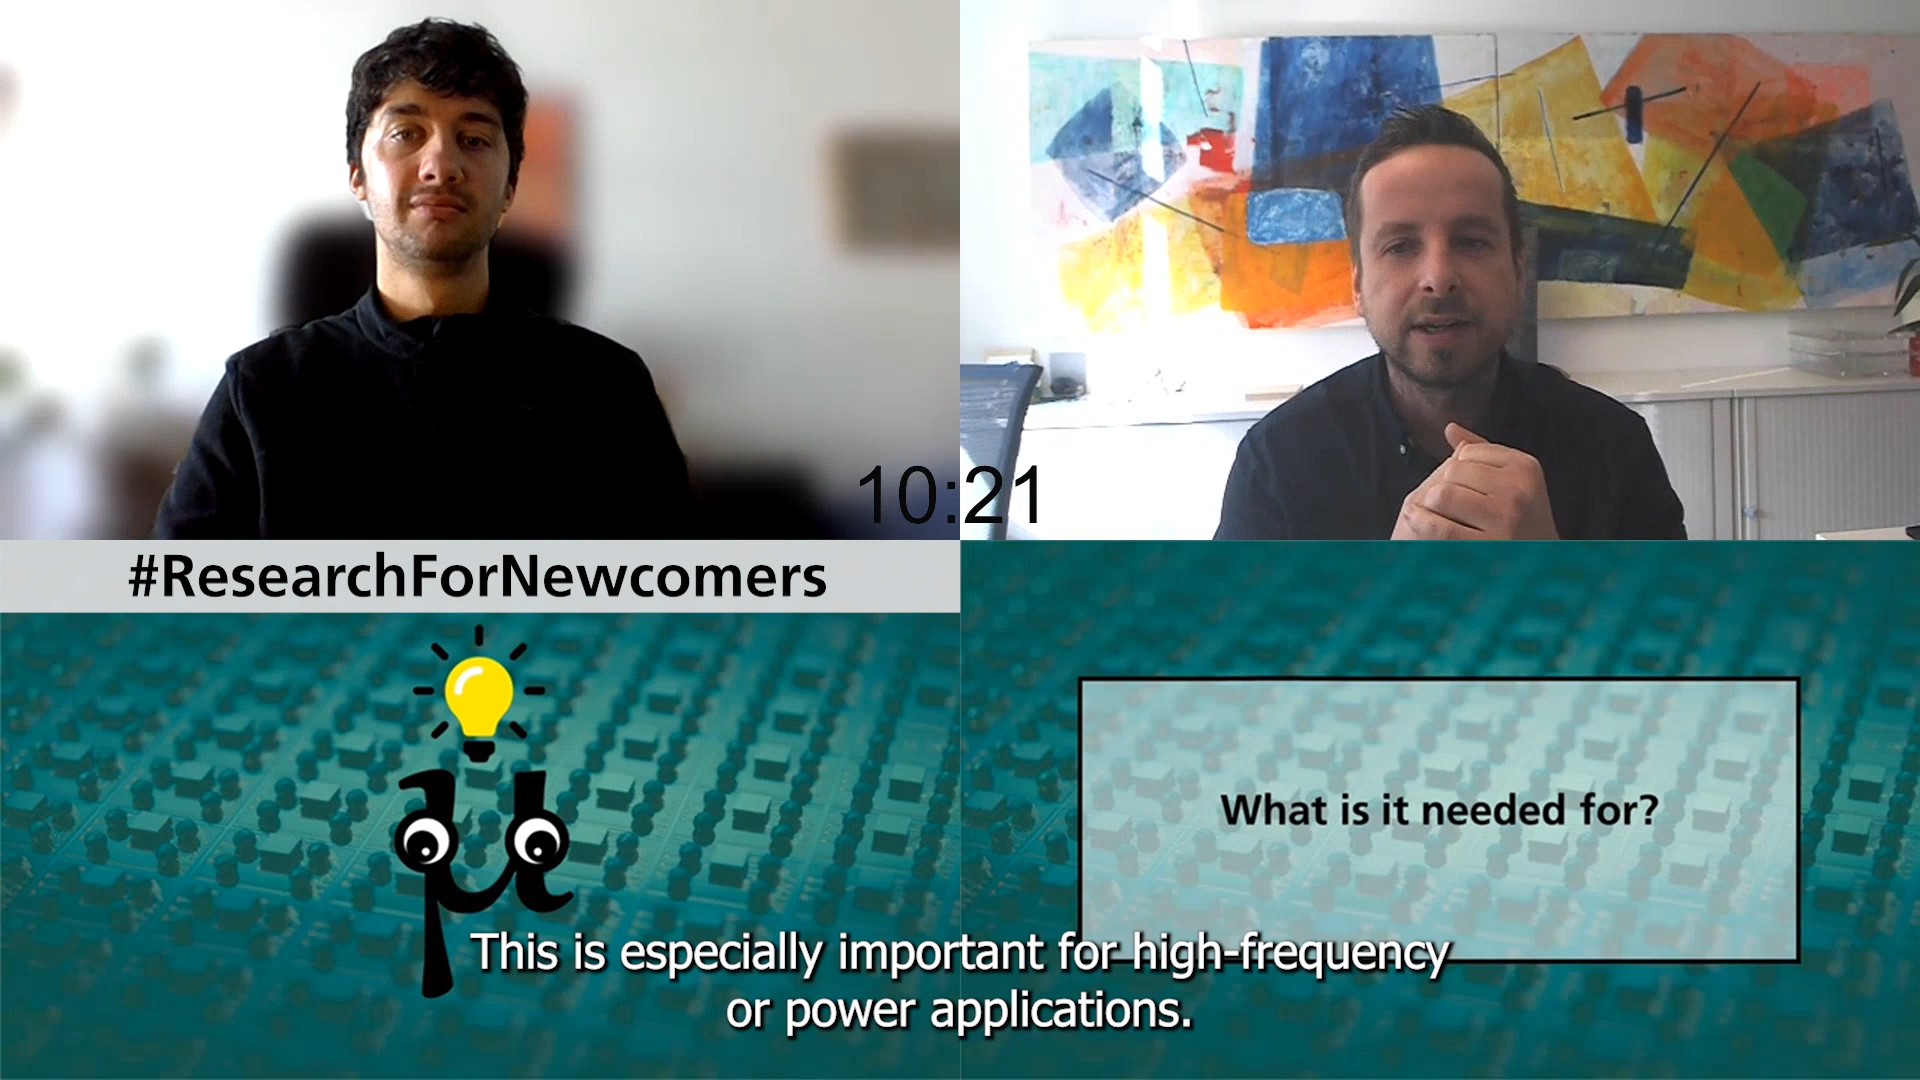 10:21
#ResearchForNewcomers
µ
What is it needed for?
This is especially important for high-frequency
or power applications.